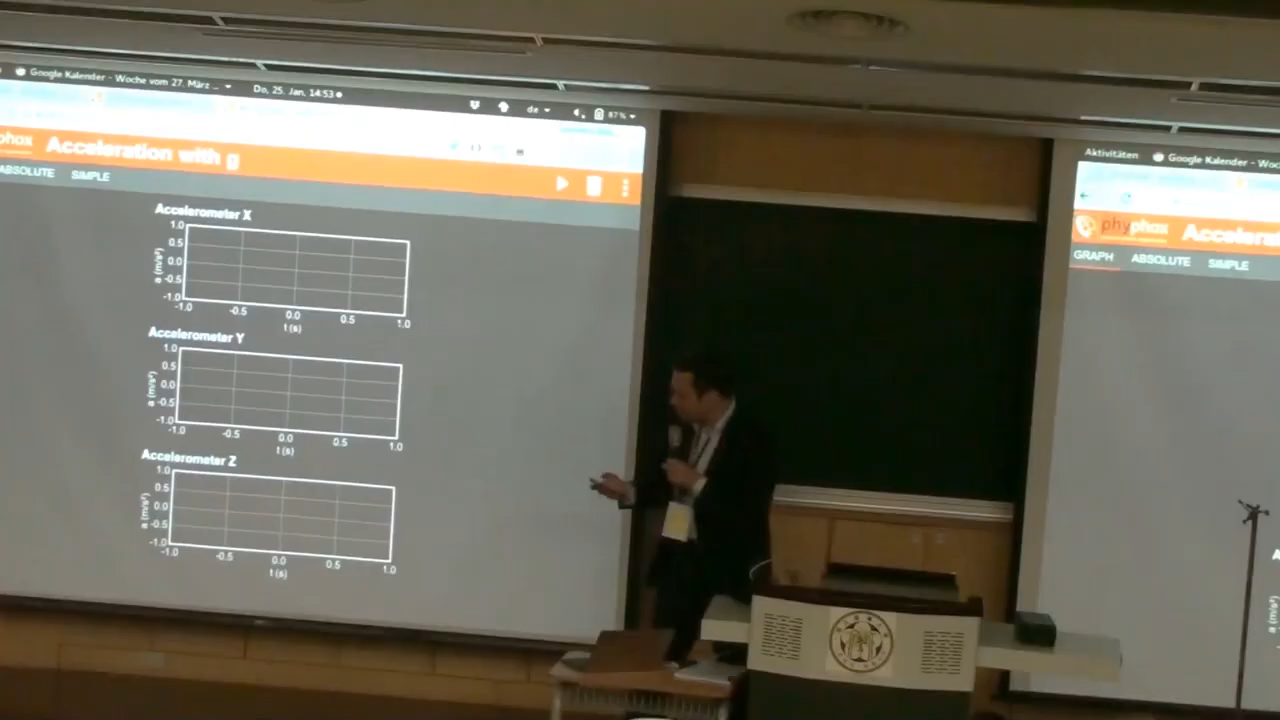 Google Kalender - Woche vom 27. März ...
Do, 25. Jan, 14:53
de
87%
phox
Acceleration with g
ABSOLUTE
SIMPLE
Accelerometer X
1.0
0.5
0.0
-0.5
-1.0
a (m/s²)
-1.0 -0.5 0.0 0.5 1.0
t (s)
Accelerometer Y
1.0
0.5
0.0
-0.5
-1.0
a (m/s²)
-1.0 -0.5 0.0 0.5 1.0
t (s)
Accelerometer Z
1.0
0.5
0.0
-0.5
-1.0
a (m/s²)
-1.0 -0.5 0.0 0.5 1.0
t (s)
Aktivitäten
Google Kalender - Woc
phyphox
Accelerat
GRAPH
ABSOLUTE
SIMPLE
A
a (m/s²)